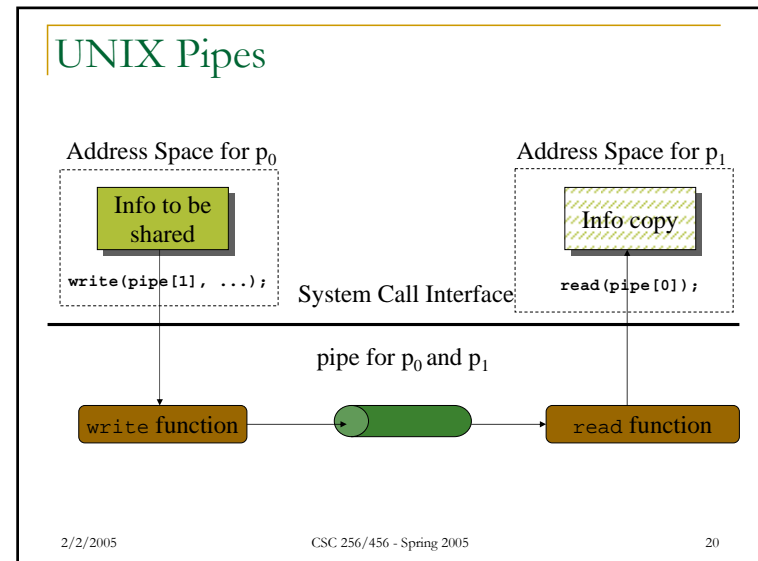 UNIX Pipes
Address Space for p0
Address Space for p1
Info to be
shared
Info copy
write(pipe[1], ...);
read(pipe[0]);
System Call Interface
pipe for p0 and p1
write function
read function
2/2/2005
CSC 256/456 - Spring 2005
20